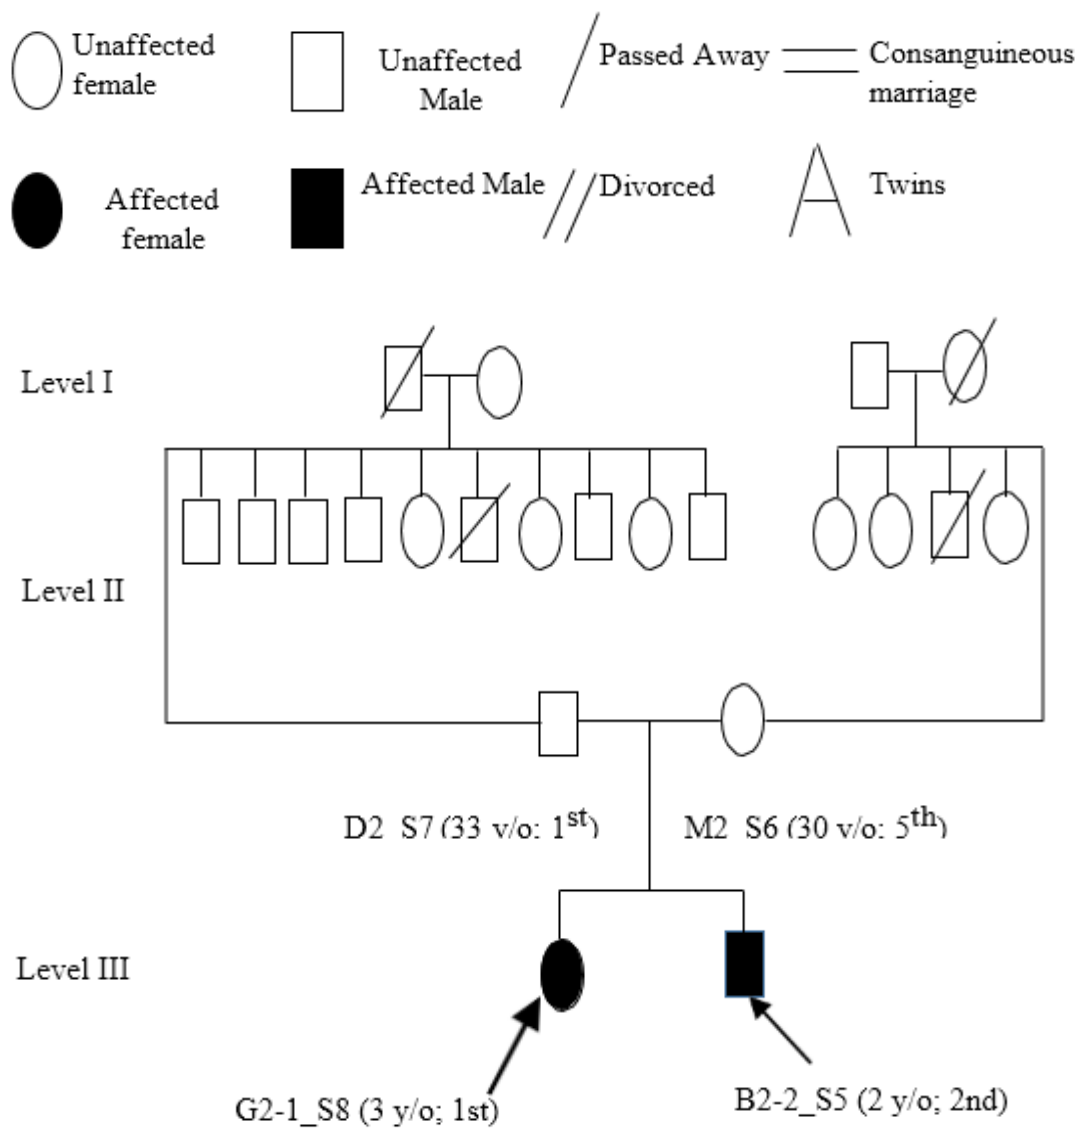 Unaffected
female
Unaffected
Male
Passed Away
Consanguineous
marriage
Affected
female
Affected Male
Divorced
Twins
Level I
Level II
D2_S7 (33 y/o; 1st)
M2_S6 (30 y/o; 5th)
Level III
G2-1_S8 (3 y/o; 1st)
B2-2_S5 (2 y/o; 2nd)